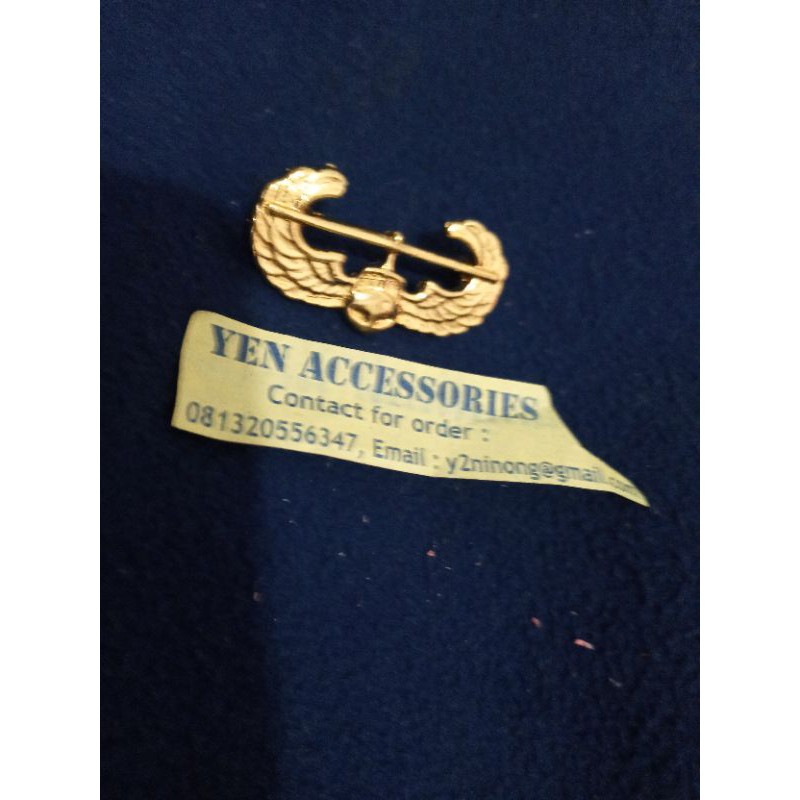 YEN ACCESSORIES
Contact for order :
081320556347, Email : y2ninong@gmail.com